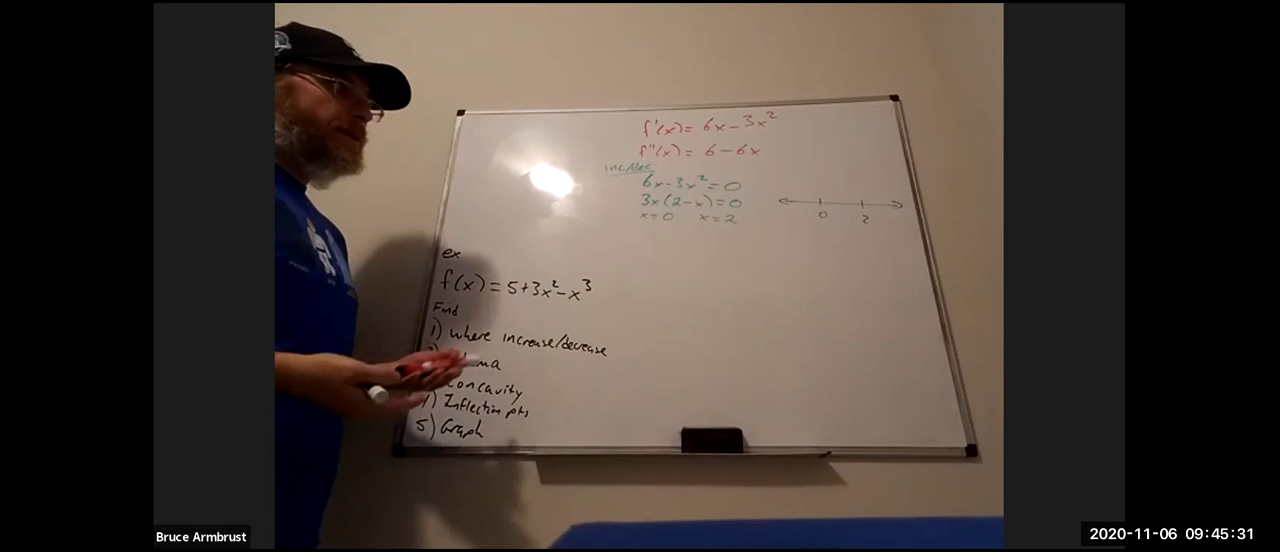 f'(x) = 6x - 3x²
f''(x) = 6 - 6x
inc/dec
6x - 3x² = 0
3x(2 - x) = 0
x = 0 x = 2
0 2
ex
f(x) = 5 + 3x² - x³
Find
1) where increase/decrease
Concavity
4) Inflection pts
5) Graph
Bruce Armbrust
2020-11-06 09:45:31